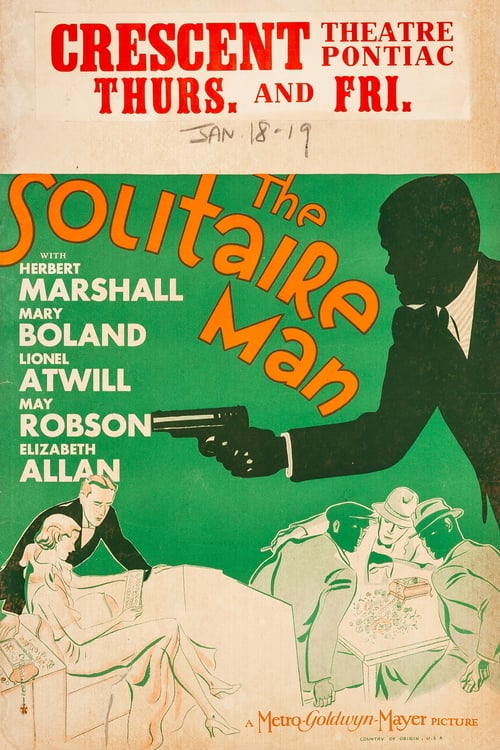 CRESCENT THEATRE PONTIAC
THURS. AND FRI.
JAN 18-19
The
Solitaire
Man
WITH
HERBERT
MARSHALL
MARY
BOLAND
LIONEL
ATWILL
MAY
ROBSON
ELIZABETH
ALLAN
A Metro-Goldwyn-Mayer PICTURE
COUNTRY OF ORIGIN, U.S.A.